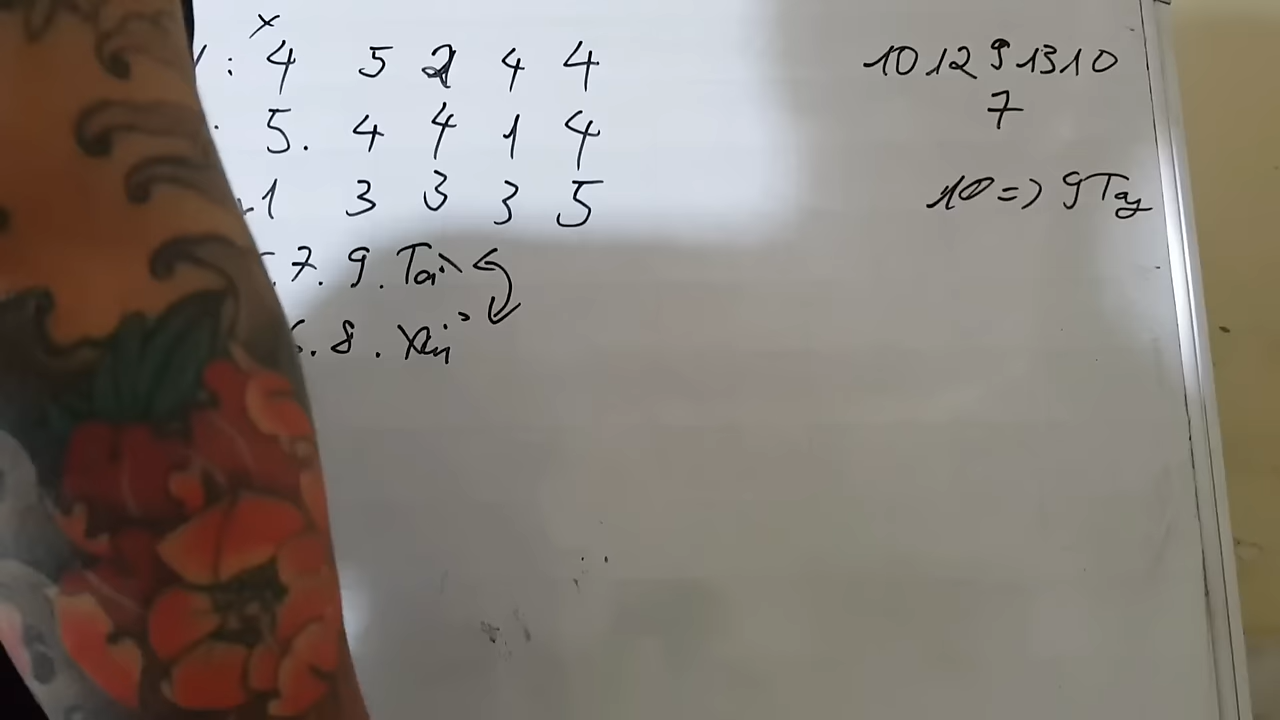 x
: 4 5 2 4 4
5. 4 4 1 4
1 3 3 3 5
7. 9. Tài
8. Xỉu
10 12 9 13 10
7
10 => 9 Tay